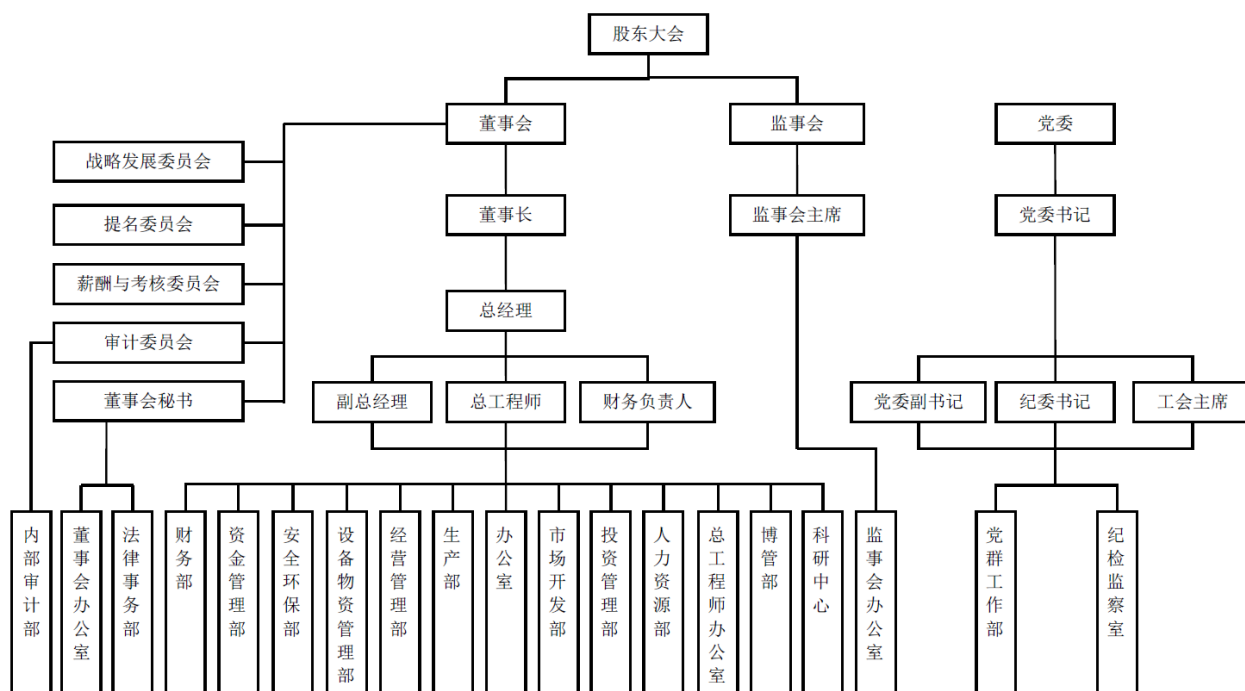 股东大会
董事会
监事会
党委
战略发展委员会
提名委员会
董事长
监事会主席
党委书记
薪酬与考核委员会
总经理
审计委员会
董事会秘书
副总经理
总工程师
财务负责人
党委副书记
纪委书记
工会主席
内部审计部
董事会办公室
法律事务部
财务部
资金管理部
安全环保部
设备物资管理部
经营管理部
生产部
办公室
市场开发部
投资管理部
人力资源部
总工程师办公室
博管部
科研中心
监事会办公室
党群工作部
纪检监察室